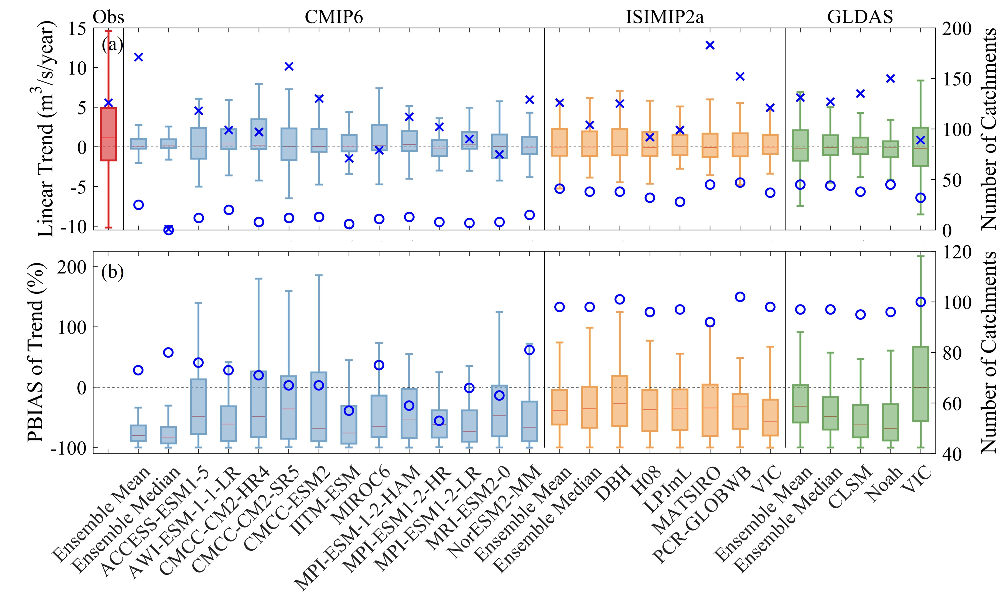 Obs CMIP6 ISIMIP2a GLDAS
Linear Trend (m³/s/year)
15
10
5
0
-5
-10
(a)
200
150
100
50
0
Number of Catchments
PBIAS of Trend (%)
200
100
0
-100
(b)
120
100
80
60
40
Number of Catchments
Ensemble Mean
Ensemble Median
ACCESS-ESM1-5
AWI-ESM-1-1-LR
CMCC-CM2-HR4
CMCC-CM2-SR5
CMCC-ESM2
IITM-ESM
MIROC6
MPI-ESM-1-2-HAM
MPI-ESM1-2-HR
MPI-ESM1-2-LR
MRI-ESM2-0
NorESM2-MM
Ensemble Mean
Ensemble Median
DBH
H08
LPJmL
MATSIRO
PCR-GLOBWB
VIC
Ensemble Mean
Ensemble Median
CLSM
Noah
VIC